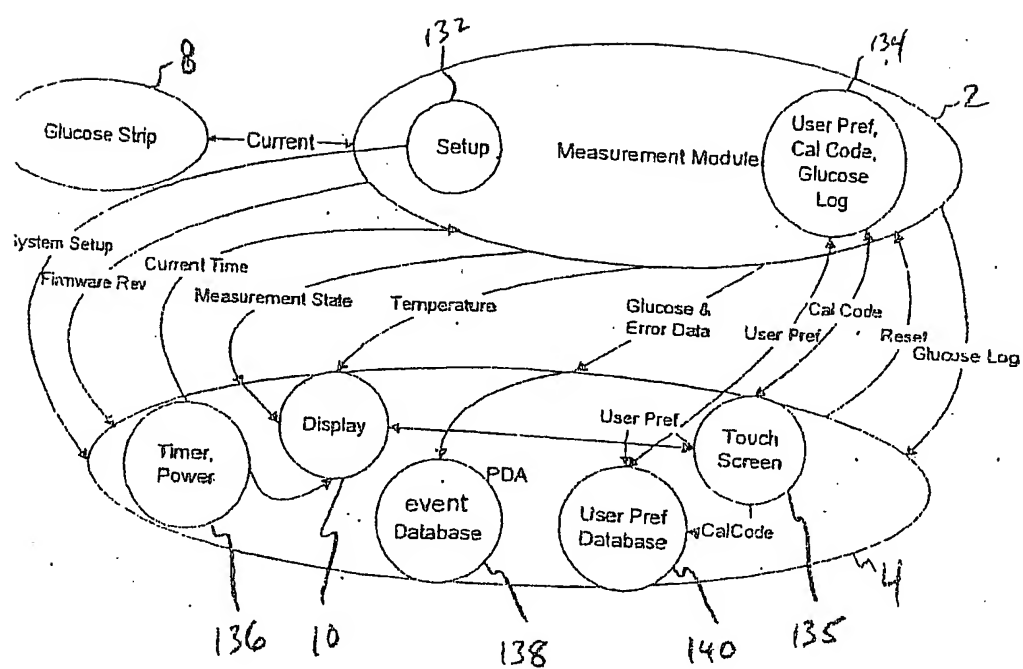 132
134
8
2
Glucose Strip
Current
Setup
Measurement Module
User Pref,
Cal Code,
Glucose
Log
System Setup
Firmware Rev
Current Time
Measurement State
Temperature
Glucose &
Error Data
User Pref
Cal Code
Reset
Glucose Log
Timer,
Power
Display
User Pref
Touch
Screen
PDA
event
Database
User Pref
Database
CalCode
4
136
10
138
140
135